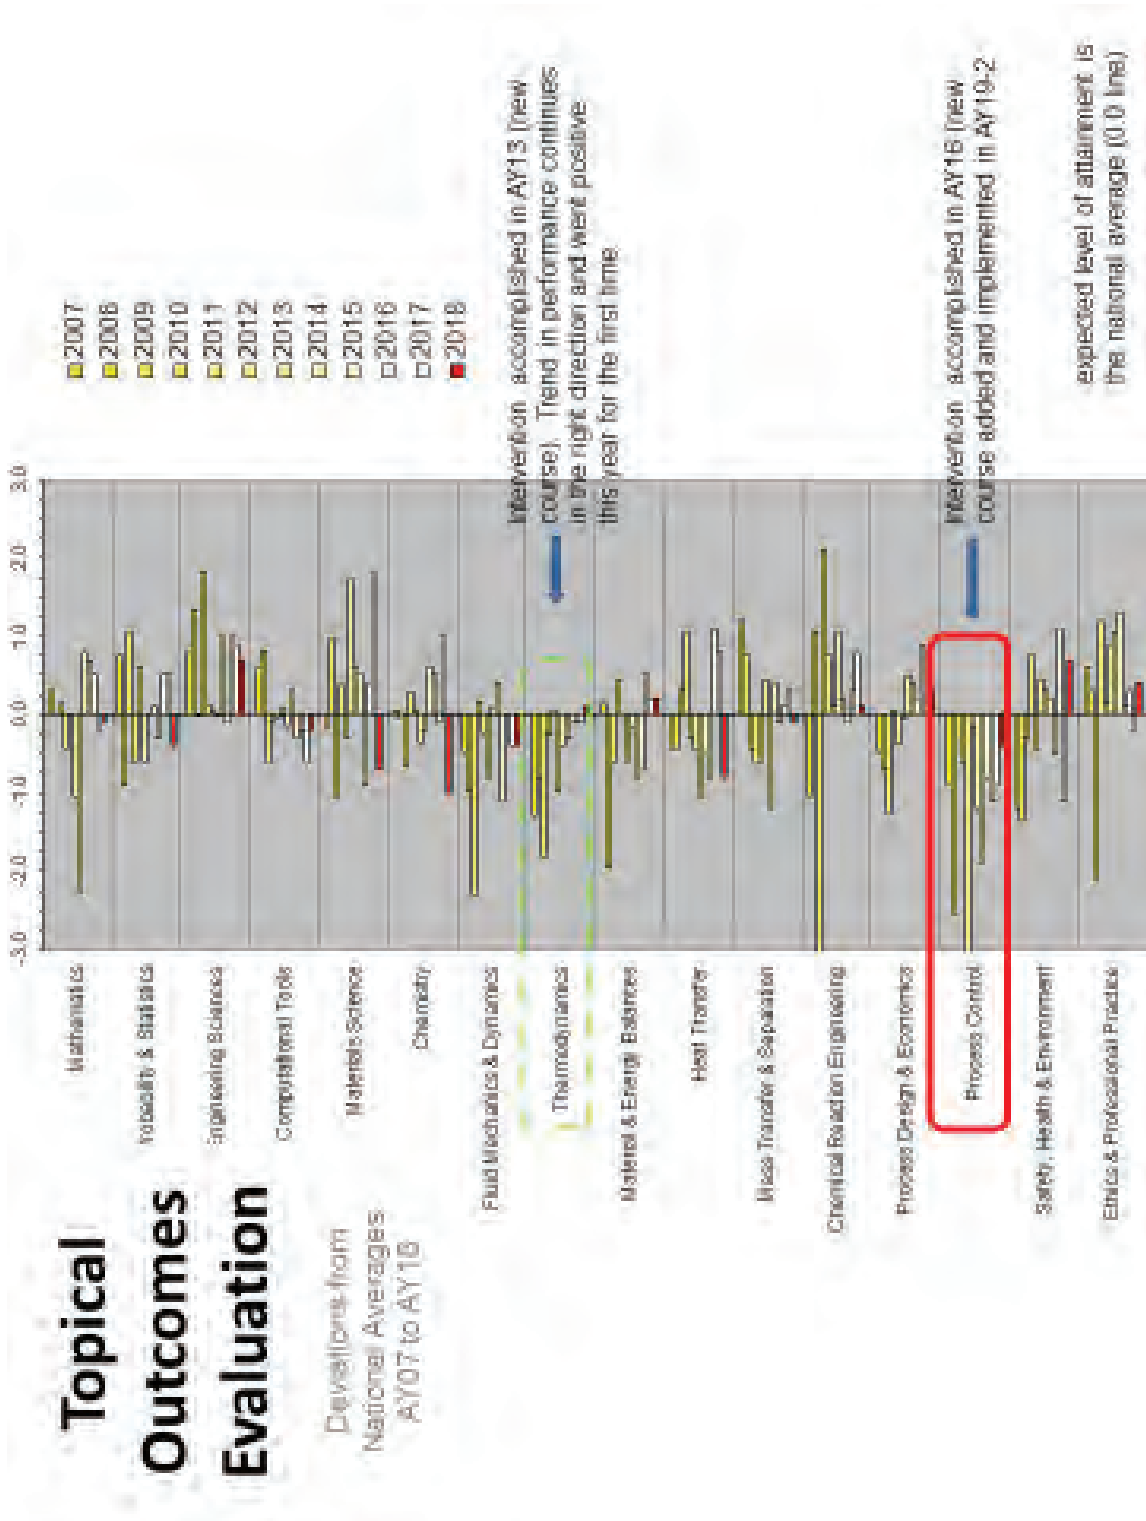 Topical
Outcomes
Evaluation
Deviations from
National Averages
AY07 to AY18
-3.0 -2.0 -1.0 0.0 1.0 2.0 3.0
Mathematics
Probability & Statistics
Engineering Sciences
Computational Tools
Materials Science
Chemistry
Fluid Mechanics & Dynamics
Thermodynamics
Material & Energy Balances
Heat Transfer
Mass Transfer & Separation
Chemical Reaction Engineering
Process Design & Economics
Process Control
Safety, Health & Environment
Ethics & Professional Practice
2007
2008
2009
2010
2011
2012
2013
2014
2015
2016
2017
2018
Intervention accomplished in AY13 (new
course). Trend in performance continues
in the right direction and went positive
this year for the first time.
Intervention accomplished in AY16 (new
course added and implemented in AY19-2
expected level of attainment is
the national average (0.0 line)